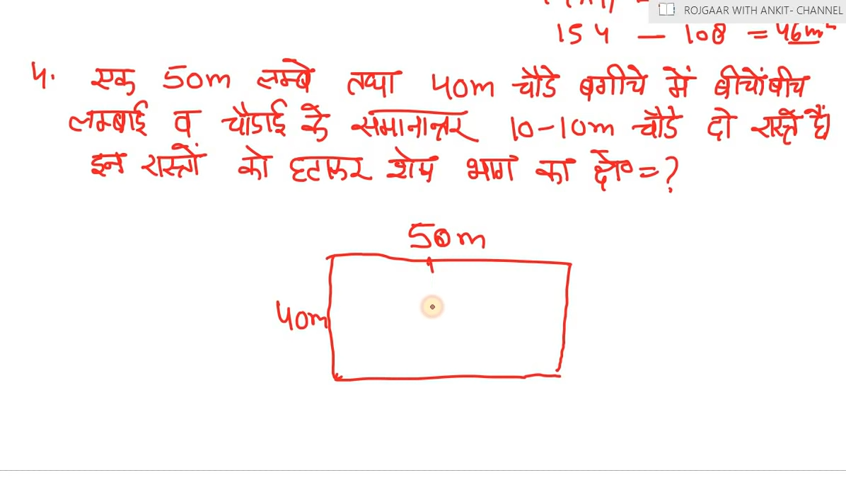 ROJGAAR WITH ANKIT- CHANNEL
154 - 108 = 46m²
4. एक 50m लम्बे तथा 40m चौडे बगीचे में बीचोंबीच
लम्बाई व चौडाई के समानान्तर 10-10m चौडे दो रास्ते हैं
इन रास्तों को हटाकर शेष भाग का क्षे॰ = ?
50m
40m